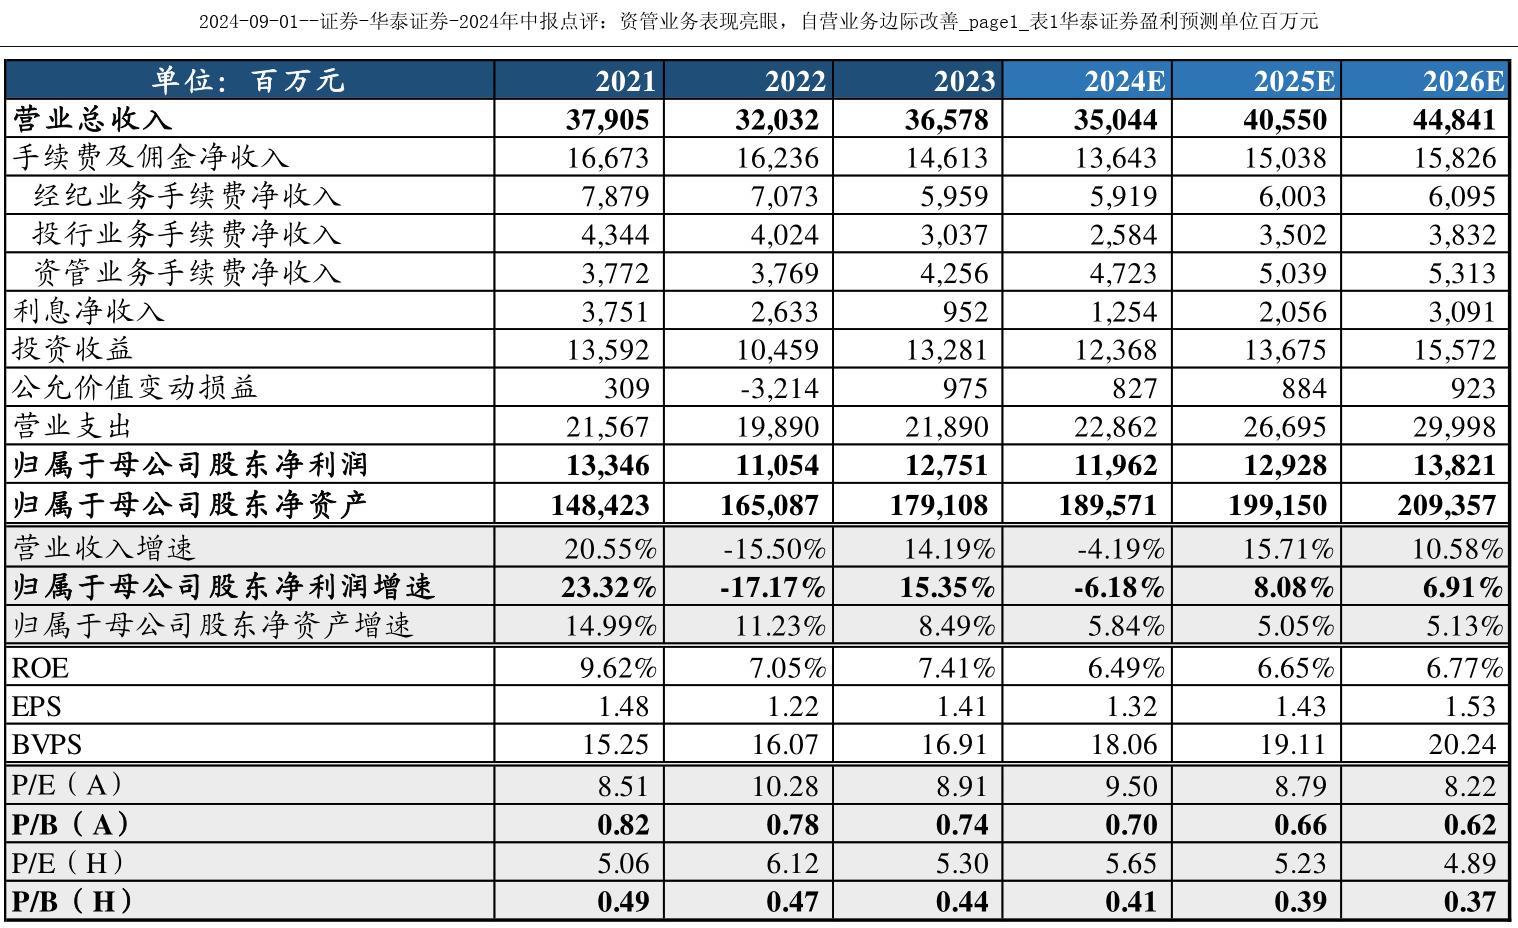 2024-09-01--证券-华泰证券-2024年中报点评：资管业务表现亮眼，自营业务边际改善_page1_表1华泰证券盈利预测单位百万元
单位：百万元 2021 2022 2023 2024E 2025E 2026E
营业总收入 37,905 32,032 36,578 35,044 40,550 44,841
手续费及佣金净收入 16,673 16,236 14,613 13,643 15,038 15,826
经纪业务手续费净收入 7,879 7,073 5,959 5,919 6,003 6,095
投行业务手续费净收入 4,344 4,024 3,037 2,584 3,502 3,832
资管业务手续费净收入 3,772 3,769 4,256 4,723 5,039 5,313
利息净收入 3,751 2,633 952 1,254 2,056 3,091
投资收益 13,592 10,459 13,281 12,368 13,675 15,572
公允价值变动损益 309 -3,214 975 827 884 923
营业支出 21,567 19,890 21,890 22,862 26,695 29,998
归属于母公司股东净利润 13,346 11,054 12,751 11,962 12,928 13,821
归属于母公司股东净资产 148,423 165,087 179,108 189,571 199,150 209,357
营业收入增速 20.55% -15.50% 14.19% -4.19% 15.71% 10.58%
归属于母公司股东净利润增速 23.32% -17.17% 15.35% -6.18% 8.08% 6.91%
归属于母公司股东净资产增速 14.99% 11.23% 8.49% 5.84% 5.05% 5.13%
ROE 9.62% 7.05% 7.41% 6.49% 6.65% 6.77%
EPS 1.48 1.22 1.41 1.32 1.43 1.53
BVPS 15.25 16.07 16.91 18.06 19.11 20.24
P/E（A） 8.51 10.28 8.91 9.50 8.79 8.22
P/B（A） 0.82 0.78 0.74 0.70 0.66 0.62
P/E（H） 5.06 6.12 5.30 5.65 5.23 4.89
P/B（H） 0.49 0.47 0.44 0.41 0.39 0.37